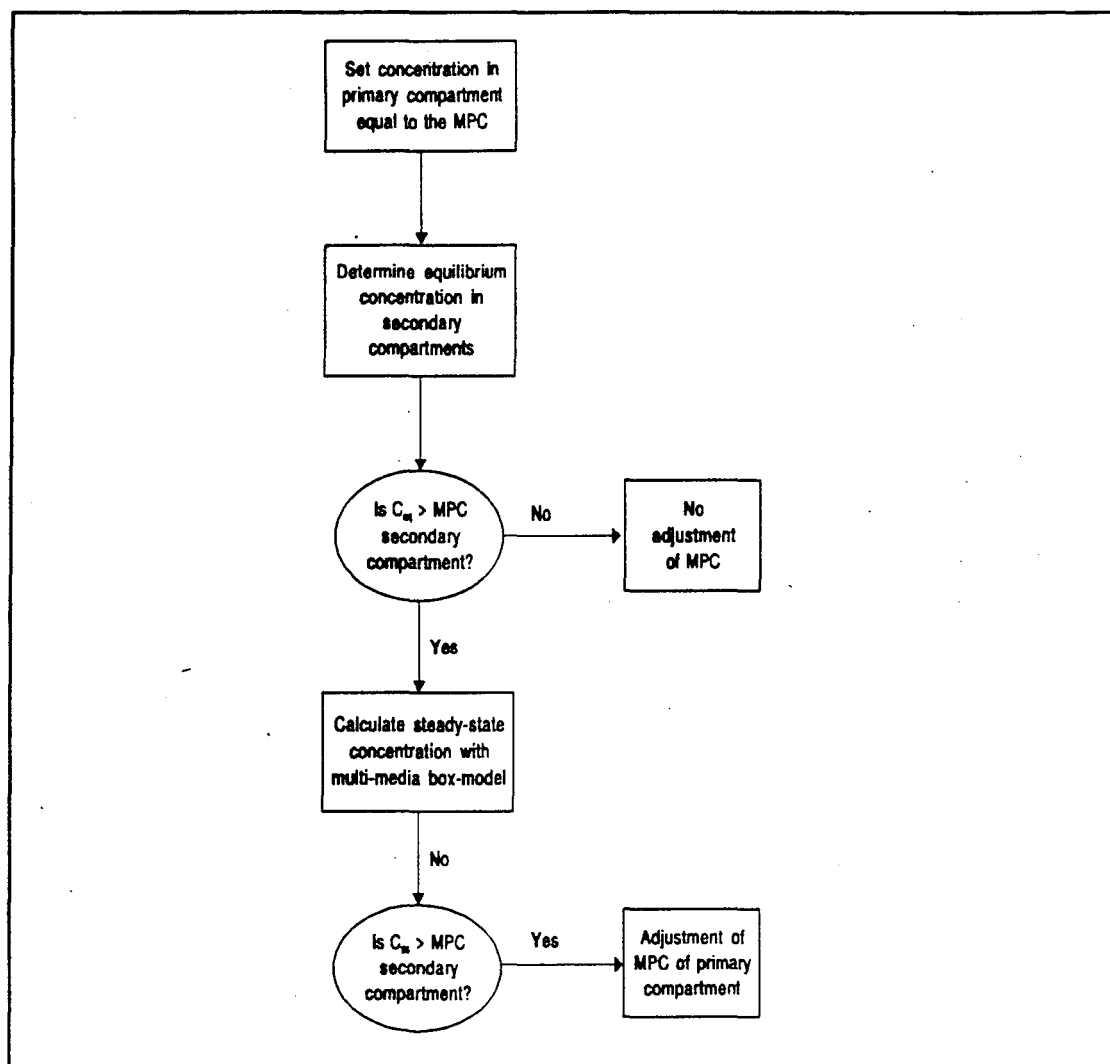 Set concentration in
primary compartment
equal to the MPC
Determine equilibrium
concentration in
secondary
compartments
Is Ceq > MPC
secondary
compartment?
No
No
adjustment
of MPC
Yes
Calculate steady-state
concentration with
multi-media box-model
No
Is Css > MPC
secondary
compartment?
Yes
Adjustment of
MPC of primary
compartment